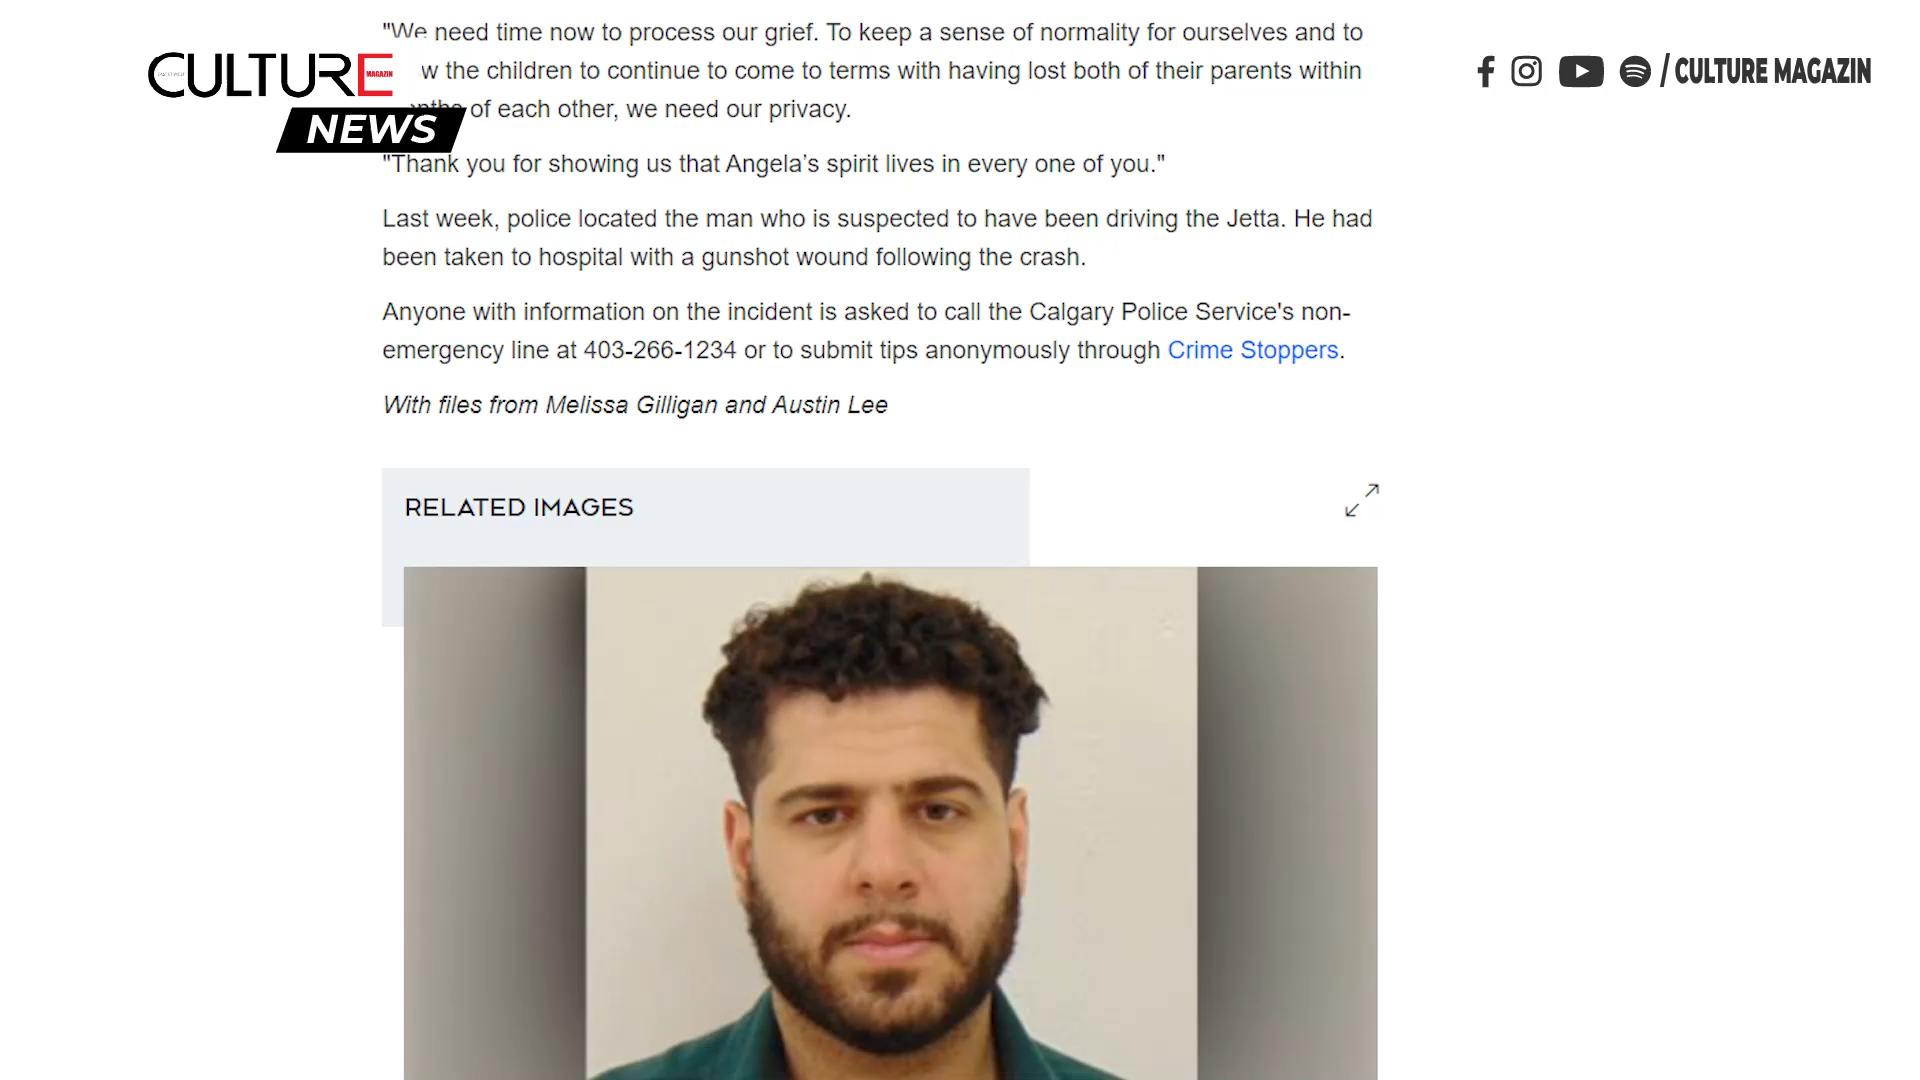 "We need time now to process our grief. To keep a sense of normality for ourselves and to
CULTURE
MAGAZIN
NEWS
/ CULTURE MAGAZIN
w the children to continue to come to terms with having lost both of their parents within
of each other, we need our privacy.
"Thank you for showing us that Angela's spirit lives in every one of you."
Last week, police located the man who is suspected to have been driving the Jetta. He had
been taken to hospital with a gunshot wound following the crash.
Anyone with information on the incident is asked to call the Calgary Police Service's non-
emergency line at 403-266-1234 or to submit tips anonymously through Crime Stoppers.
With files from Melissa Gilligan and Austin Lee
RELATED IMAGES